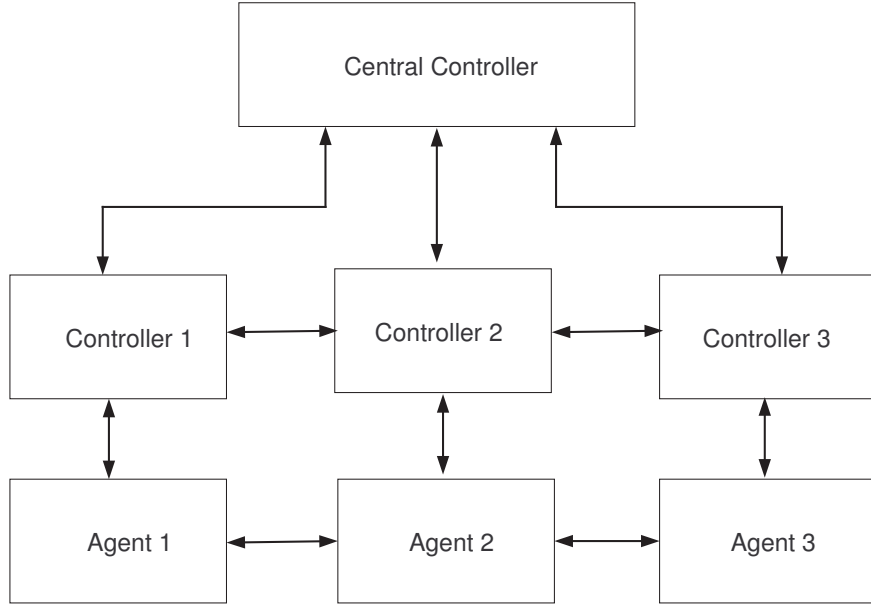 Central Controller
Controller 1
Controller 2
Controller 3
Agent 1
Agent 2
Agent 3